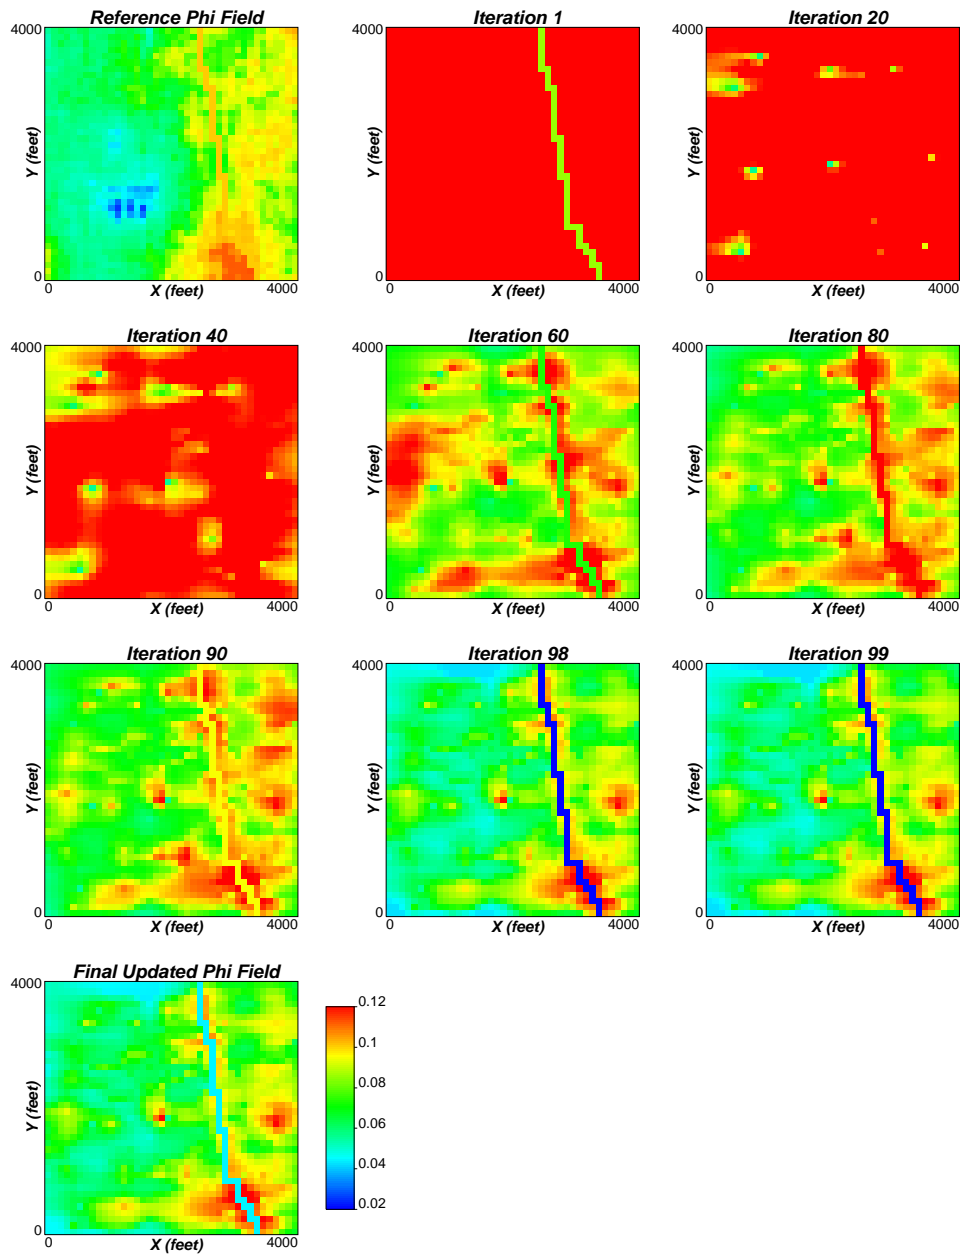 Reference Phi Field
Iteration 1
Iteration 20
4000
Y (feet)
0
0
X (feet)
4000
4000
Y (feet)
0
0
X (feet)
4000
4000
Y (feet)
0
0
X (feet)
4000
Iteration 40
Iteration 60
Iteration 80
4000
Y (feet)
0
0
X (feet)
4000
4000
Y (feet)
0
0
X (feet)
4000
4000
Y (feet)
0
0
X (feet)
4000
Iteration 90
Iteration 98
Iteration 99
4000
Y (feet)
0
0
X (feet)
4000
4000
Y (feet)
0
0
X (feet)
4000
4000
Y (feet)
0
0
X (feet)
4000
Final Updated Phi Field
4000
Y (feet)
0
0
X (feet)
4000
0.12
0.1
0.08
0.06
0.04
0.02